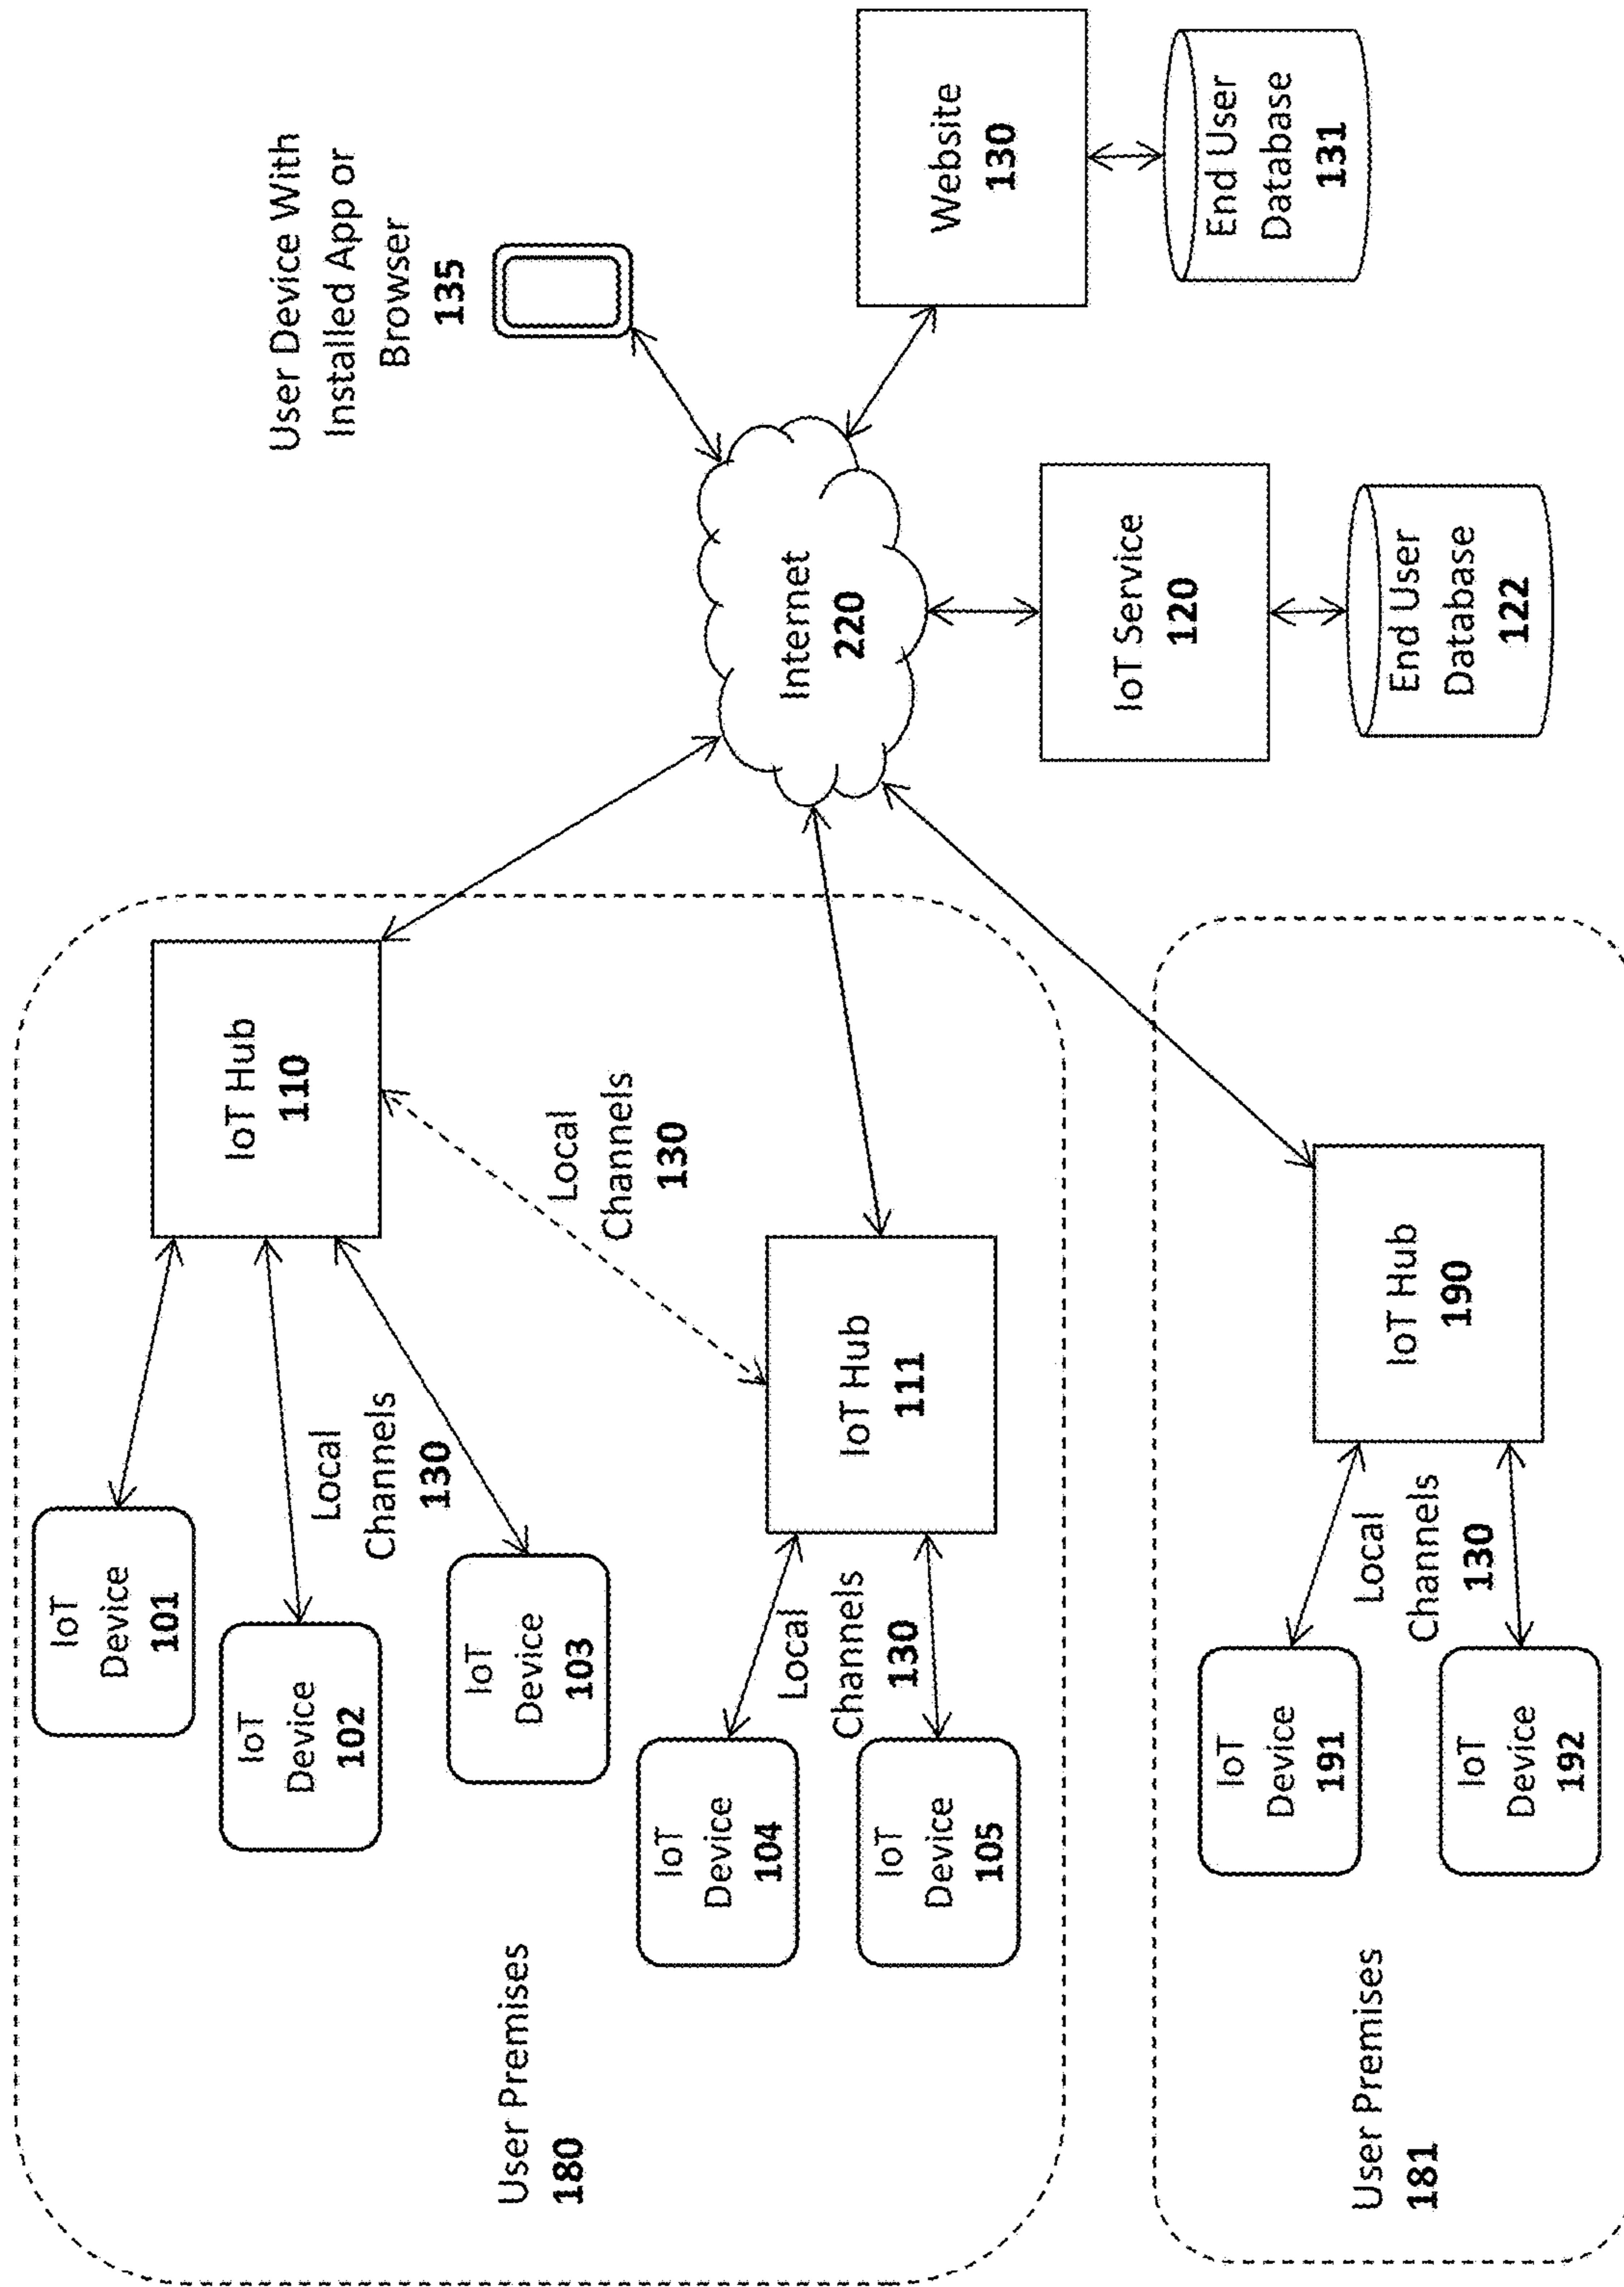 User Premises
180
IoT
Device
101
IoT
Device
102
IoT
Device
103
Local
Channels
130
IoT Hub
110
Local
Channels
130
IoT
Device
104
IoT
Device
105
Local
Channels
130
IoT Hub
111
User Premises
181
IoT
Device
191
IoT
Device
192
Local
Channels
130
IoT Hub
190
Internet
220
IoT Service
120
End User
Database
122
User Device With
Installed App or
Browser
135
Website
130
End User
Database
131